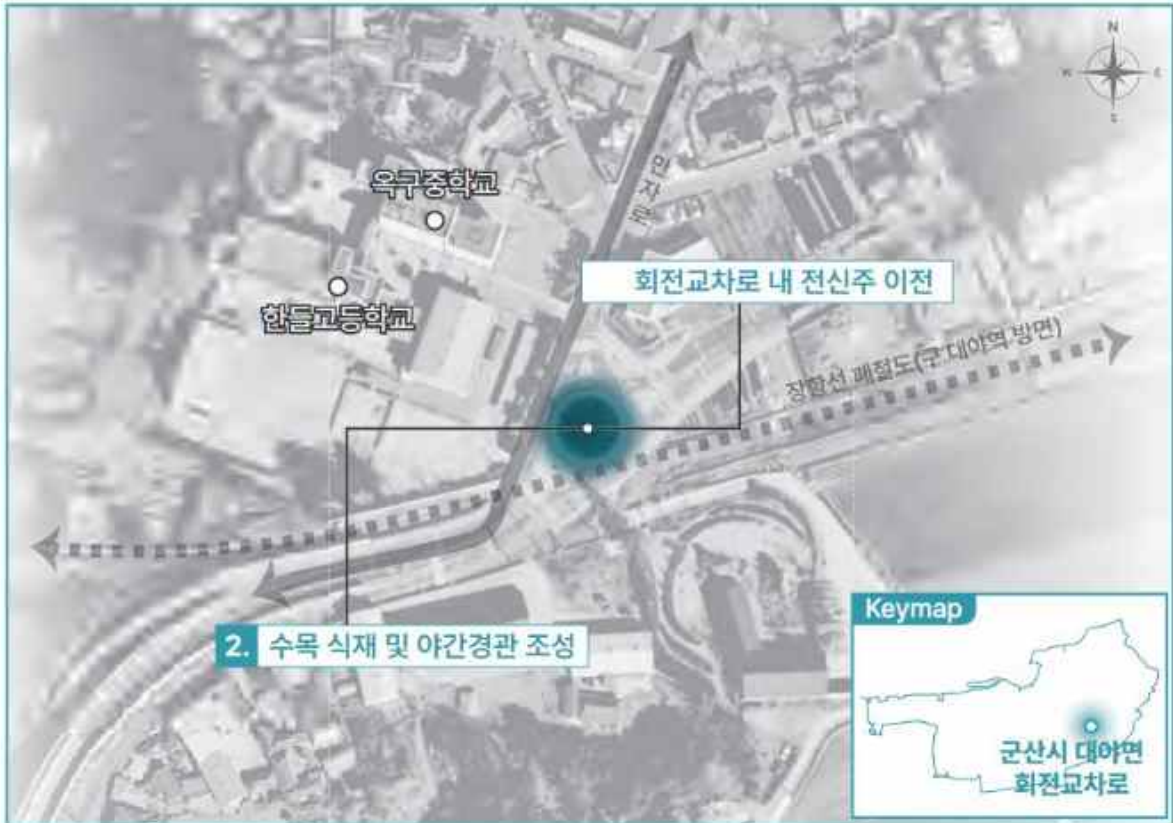 N
W
E
S
옥구중학교
한들고등학교
회전교차로 내 전신주 이전
장항선 폐철도(구 대야역 방면)
2. 수목 식재 및 야간경관 조성
Keymap
군산시 대야면
회전교차로